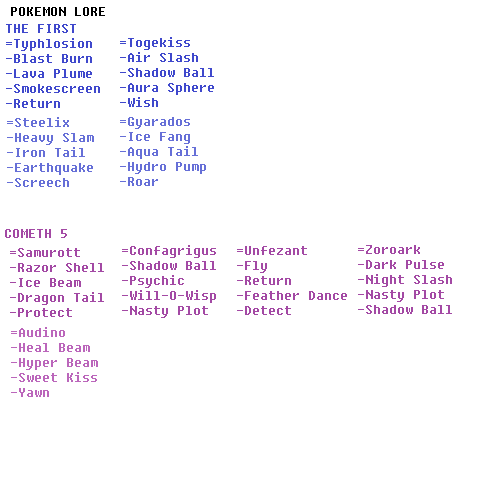 POKEMON LORE
THE FIRST
=Typhlosion
-Blast Burn
-Lava Plume
-Smokescreen
-Return
=Togekiss
-Air Slash
-Shadow Ball
-Aura Sphere
-Wish
=Steelix
-Heavy Slam
-Iron Tail
-Earthquake
-Screech
=Gyarados
-Ice Fang
-Aqua Tail
-Hydro Pump
-Roar
COMETH 5
=Samurott
-Razor Shell
-Ice Beam
-Dragon Tail
-Protect
=Confagrigus
-Shadow Ball
-Psychic
-Will-O-Wisp
-Nasty Plot
=Unfezant
-Fly
-Return
-Feather Dance
-Detect
=Zoroark
-Dark Pulse
-Night Slash
-Nasty Plot
-Shadow Ball
=Audino
-Heal Beam
-Hyper Beam
-Sweet Kiss
-Yawn